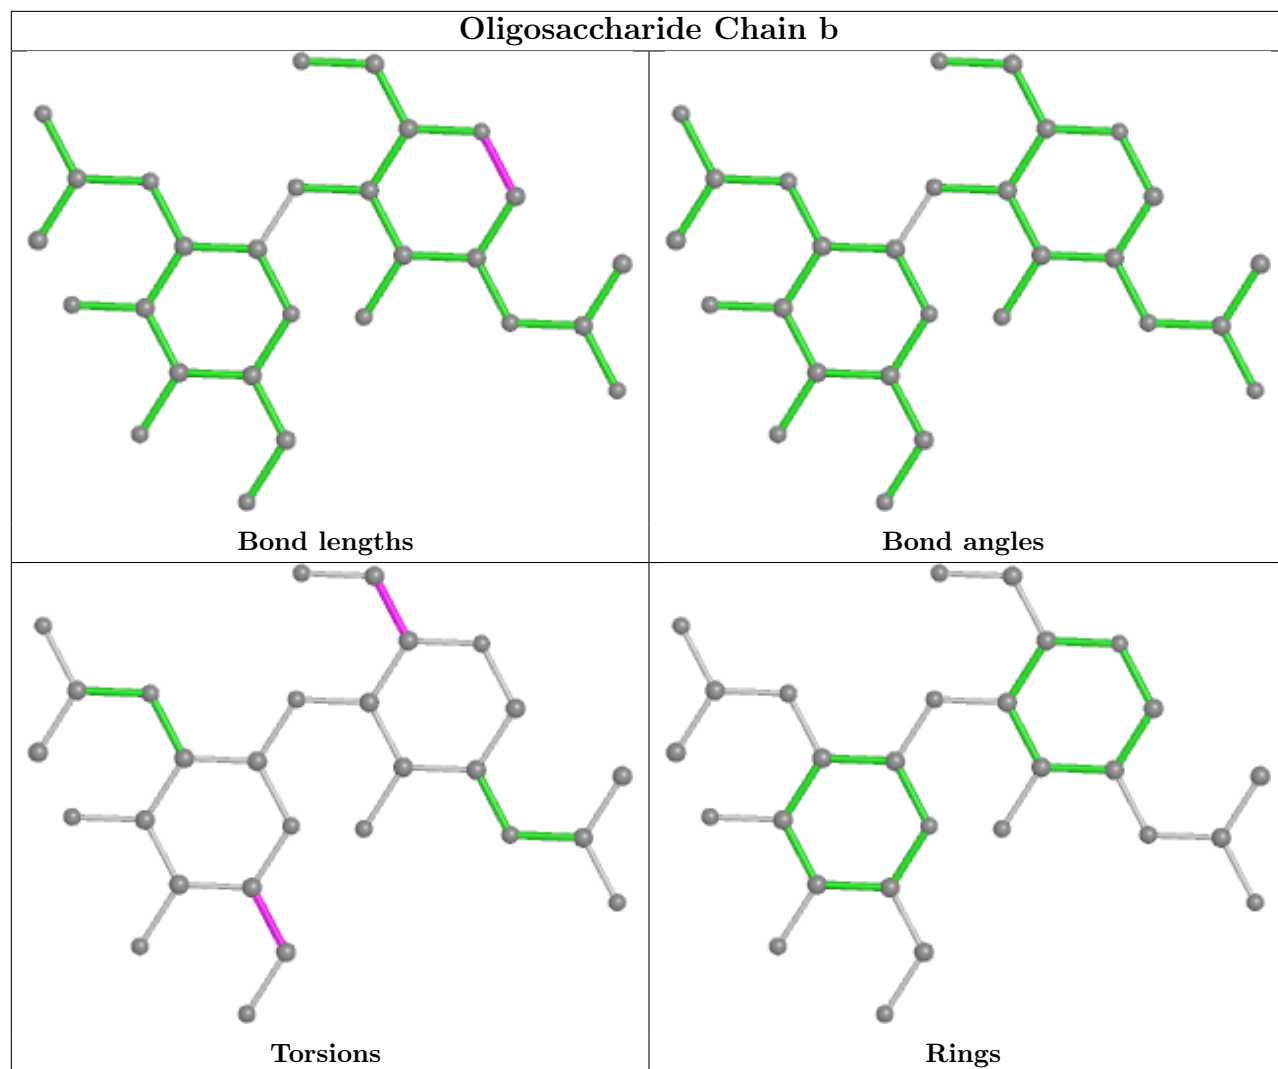 Oligosaccharide Chain b
Bond lengths
Bond angles
Torsions
Rings